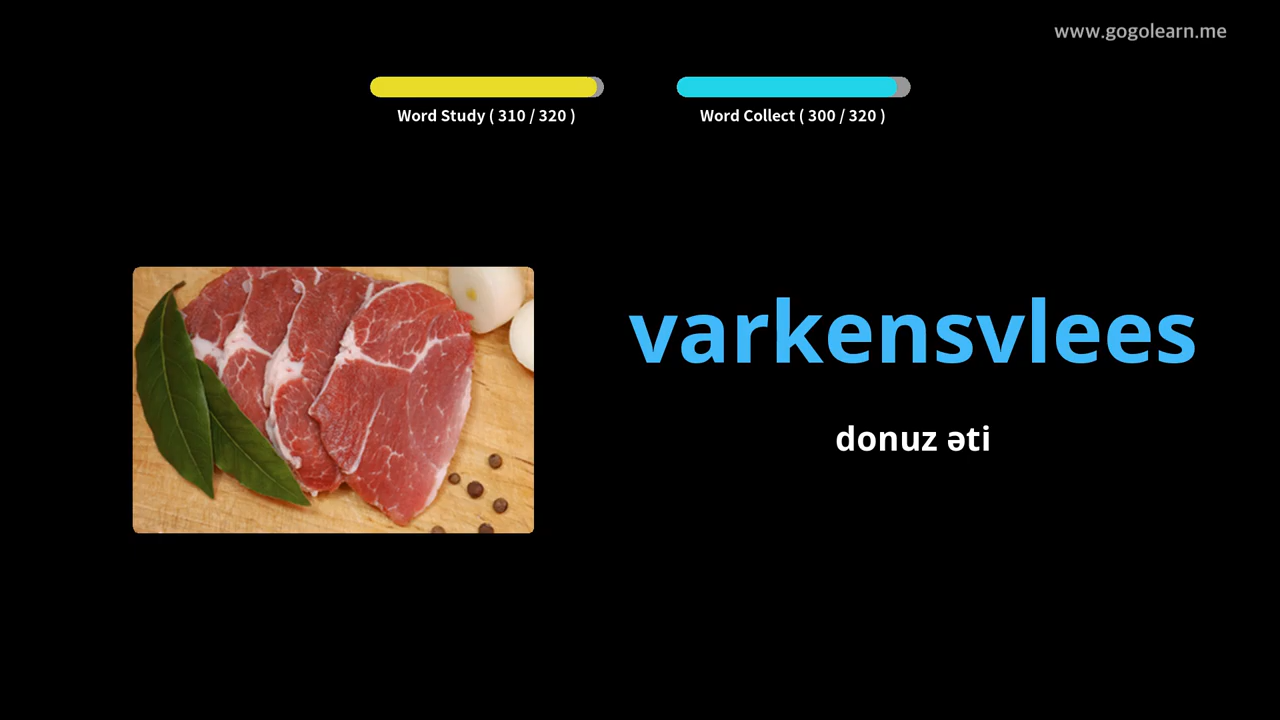 www.gogolearn.me
Word Study ( 310 / 320 )
Word Collect ( 300 / 320 )
varkensvlees
donuz əti